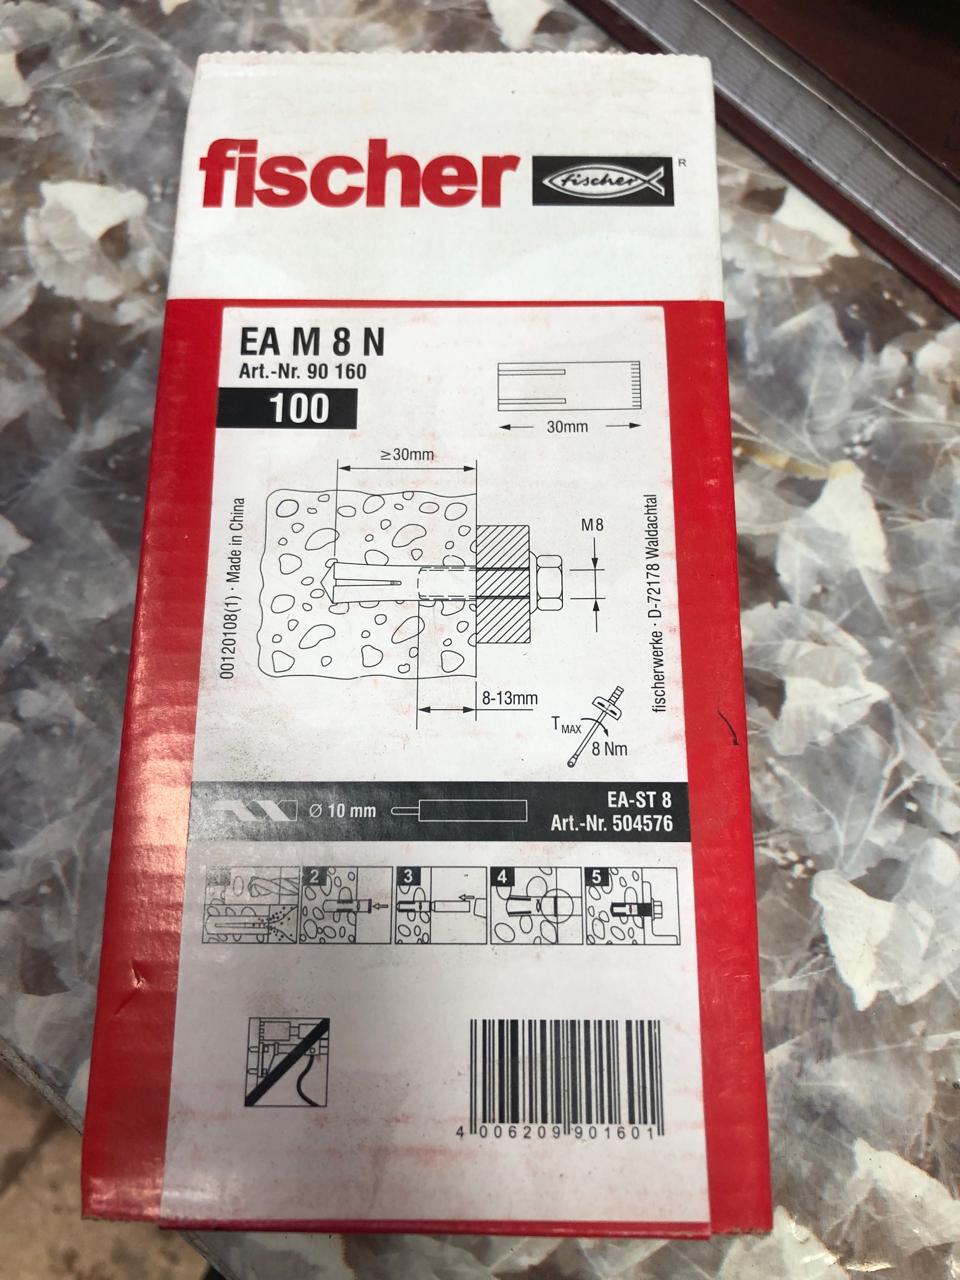 fischer
fischer
R
EA M 8 N
Art.-Nr. 90 160
100
30mm
≥30mm
M8
00120108(1) · Made in China
fischerwerke · D-72178 Waldachtal
8-13mm
TMAX
8 Nm
Ø 10 mm
EA-ST 8
Art.-Nr. 504576
2 3 4 5
4 006209 901601